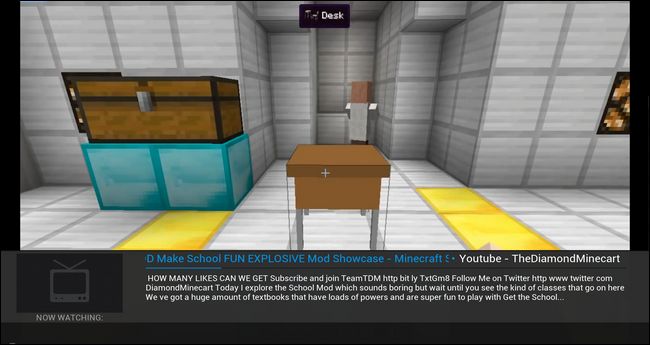 Desk
D Make School FUN EXPLOSIVE Mod Showcase - Minecraft S • Youtube - TheDiamondMinecart
HOW MANY LIKES CAN WE GET Subscribe and join TeamTDM http bit ly TxtGm8 Follow Me on Twitter http www twitter com
DiamondMinecart Today I explore the School Mod which sounds boring but wait until you see the kind of classes that go on here
We ve got a huge amount of textbooks that have loads of powers and are super fun to play with Get the School...
NOW WATCHING: